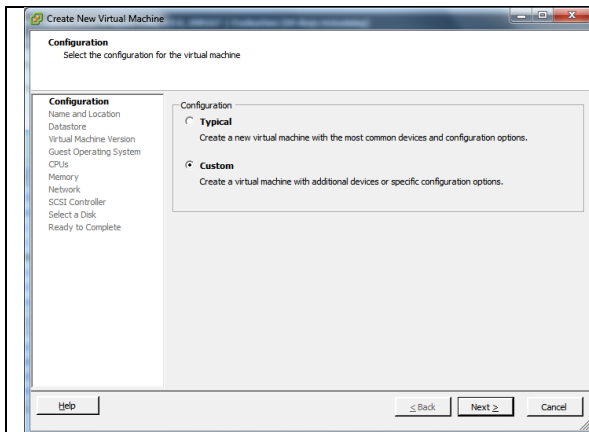 Create New Virtual Machine
Configuration
Select the configuration for the virtual machine
Configuration
Name and Location
Datastore
Virtual Machine Version
Guest Operating System
CPUs
Memory
Network
SCSI Controller
Select a Disk
Ready to Complete
Configuration
Typical
Create a new virtual machine with the most common devices and configuration options.
Custom
Create a virtual machine with additional devices or specific configuration options.
Help
≤ Back
Next ≥
Cancel